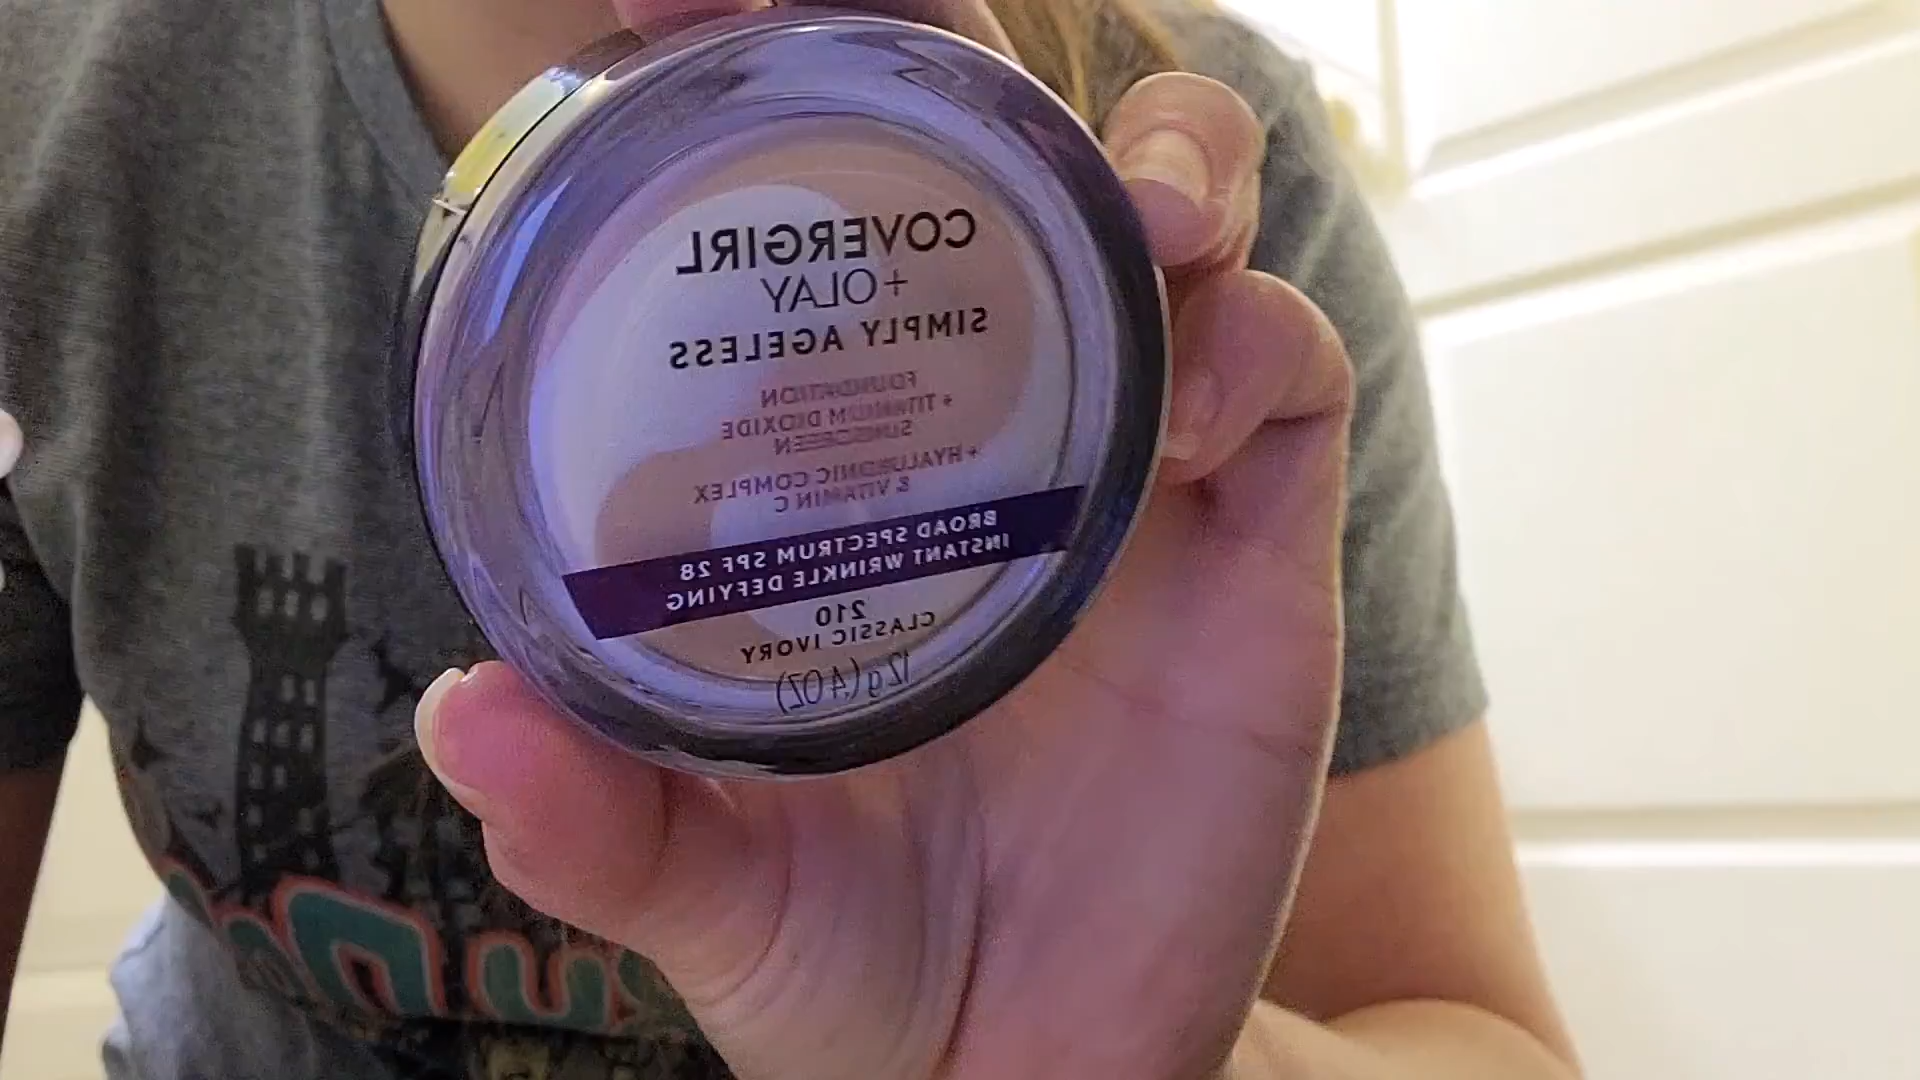 COVERGIRL
+OLAY
SIMPLY AGELESS
FOUNDATION
+ TITANIUM DIOXIDE
SUNSCREEN
+ HYALURONIC COMPLEX
& VITAMIN C
BROAD SPECTRUM SPF 28
INSTANT WRINKLE DEFYING
210
CLASSIC IVORY
12g (.4 OZ)